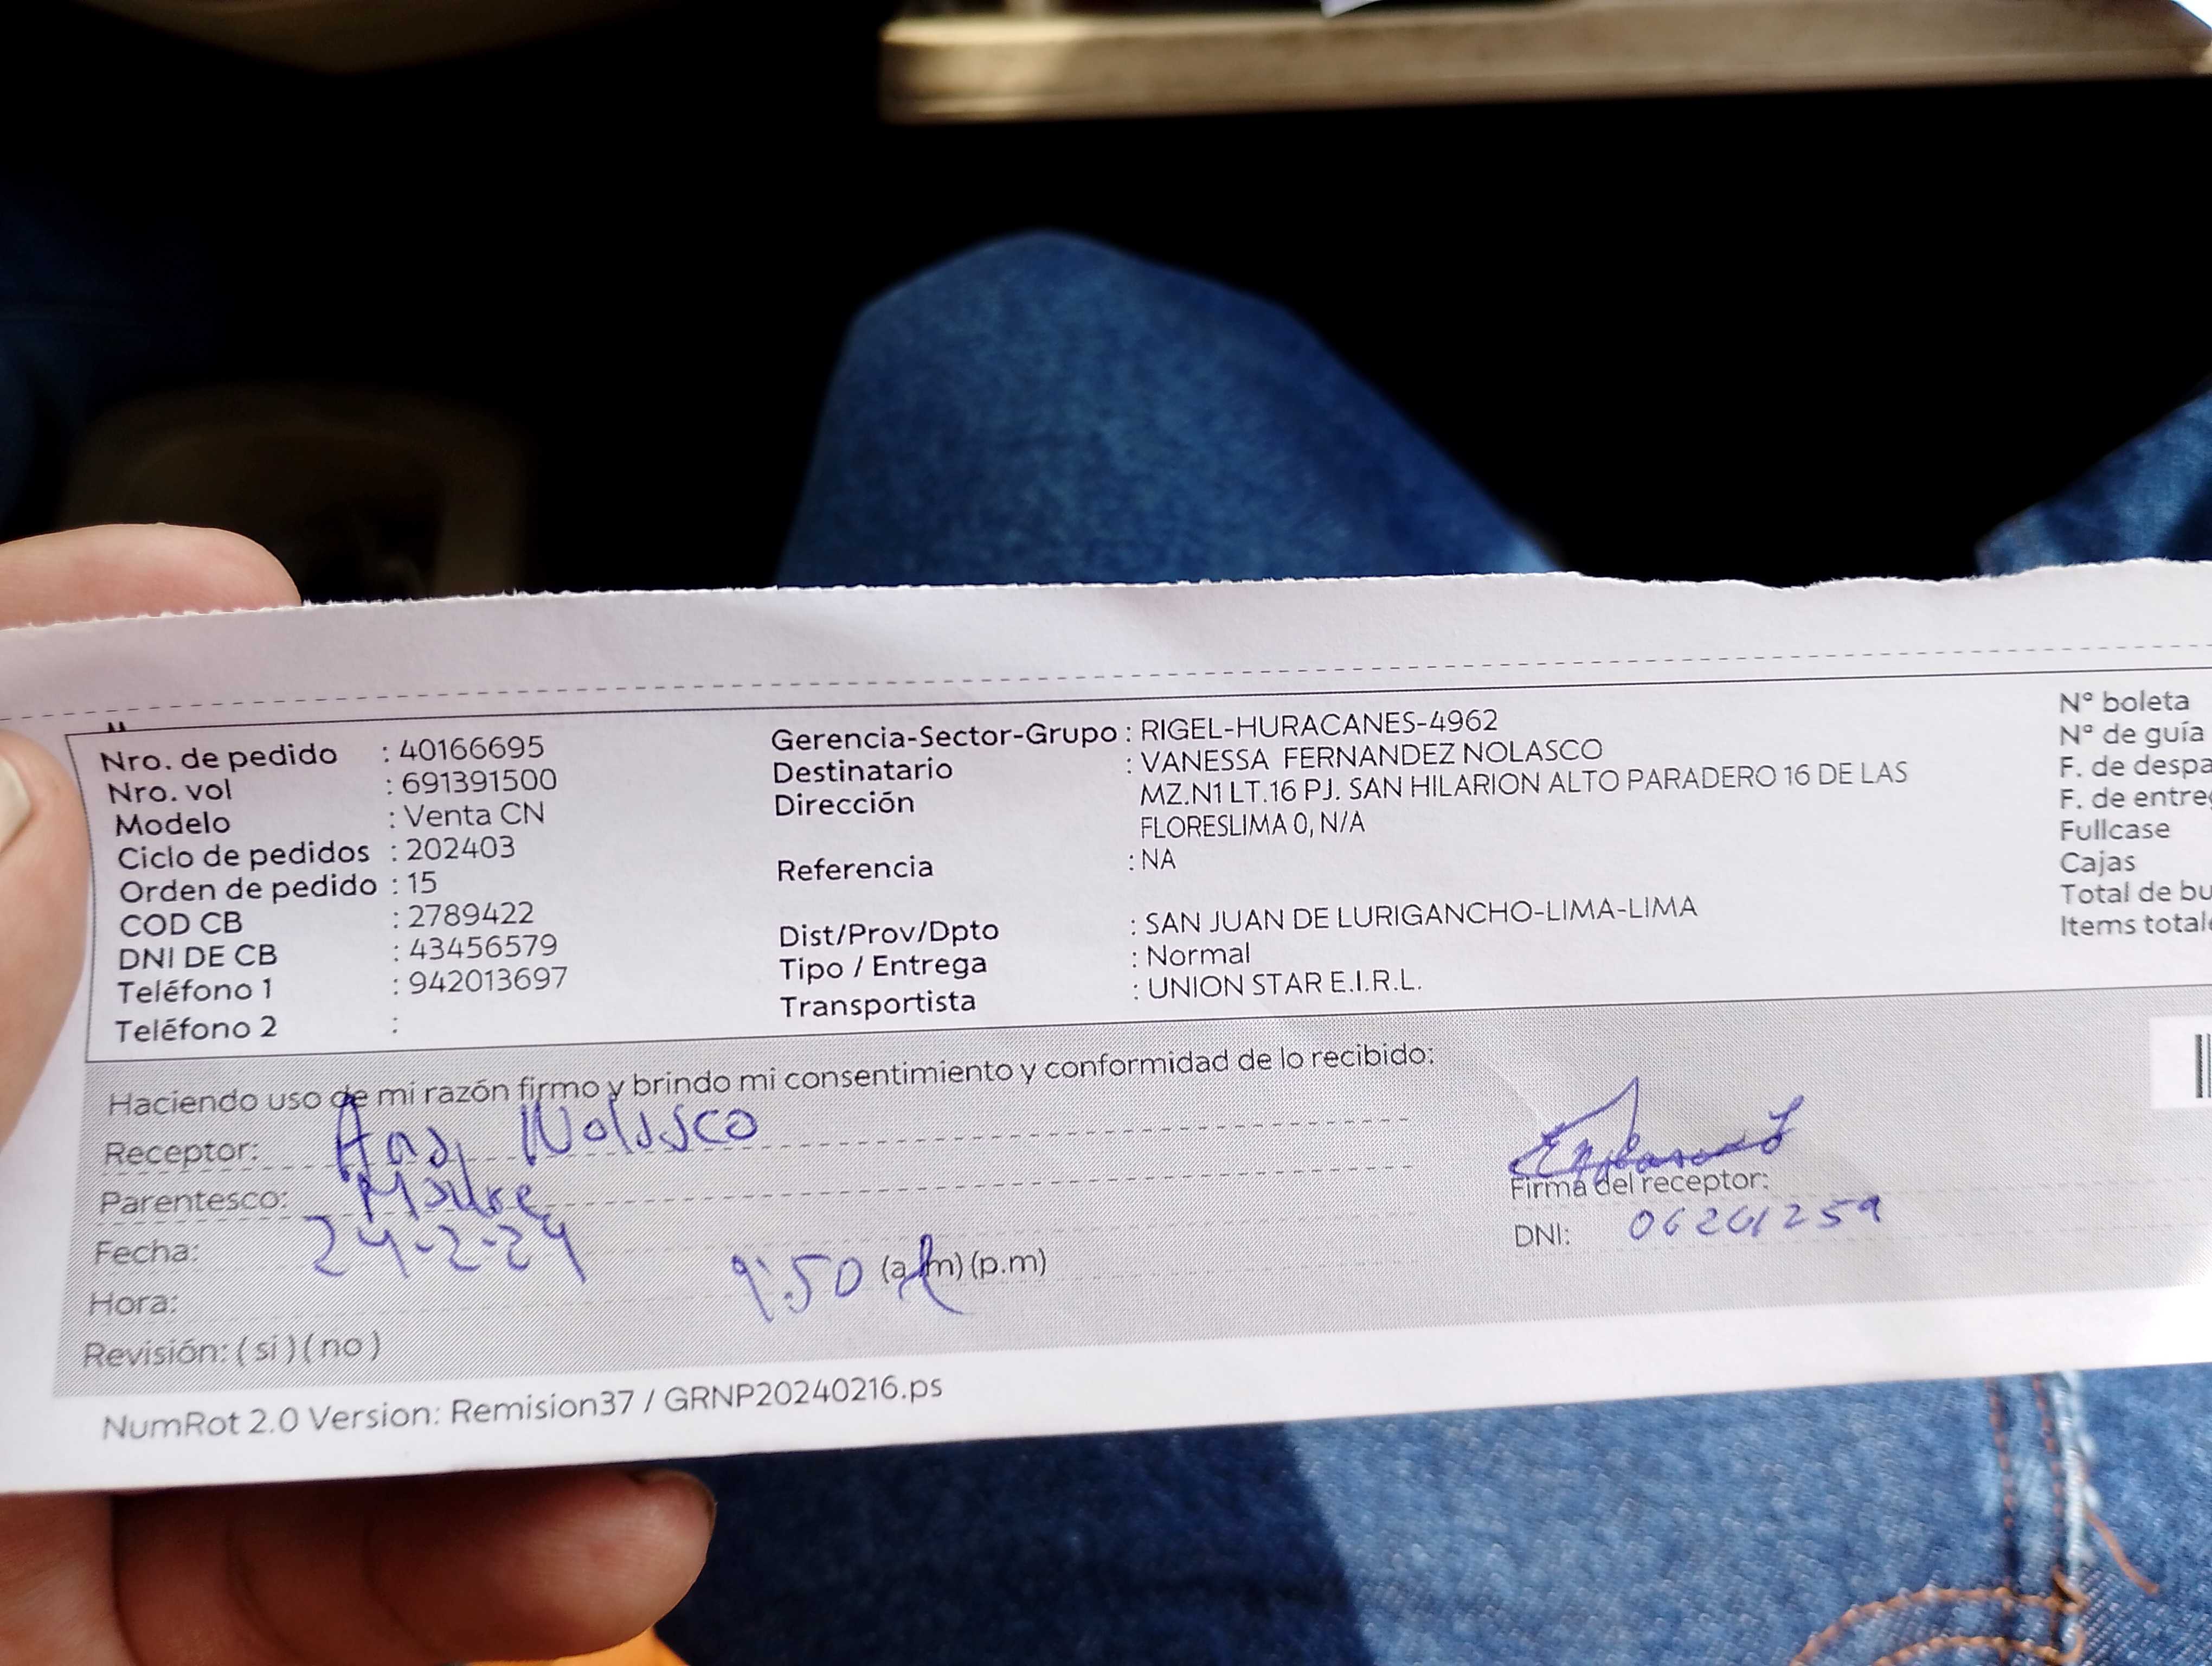 Nro. de pedido : 40166695
Nro. vol : 691391500
Modelo : Venta CN
Ciclo de pedidos : 202403
Orden de pedido : 15
COD CB : 2789422
DNI DE CB : 43456579
Teléfono 1 : 942013697
Teléfono 2 :
Gerencia-Sector-Grupo : RIGEL-HURACANES-4962
Destinatario : VANESSA FERNANDEZ NOLASCO
Dirección MZ.N1 LT.16 PJ. SAN HILARION ALTO PARADERO 16 DE LAS
FLORESLIMA 0, N/A
Referencia : NA
Dist/Prov/Dpto : SAN JUAN DE LURIGANCHO-LIMA-LIMA
Tipo / Entrega : Normal
Transportista : UNION STAR E.I.R.L.
Nº boleta
Nº de guía
F. de despa
F. de entre
Fullcase
Cajas
Total de bu
Items total
Haciendo uso de mi razón firmo y brindo mi consentimiento y conformidad de lo recibido:
Receptor: Nolasco
Parentesco: Madre
Fecha: 24-2-24
Hora: 9:50 (a.m) (p.m)
Revisión: ( si ) ( no )
Firma del receptor:
DNI:
NumRot 2.0 Version: Remision37 / GRNP20240216.ps